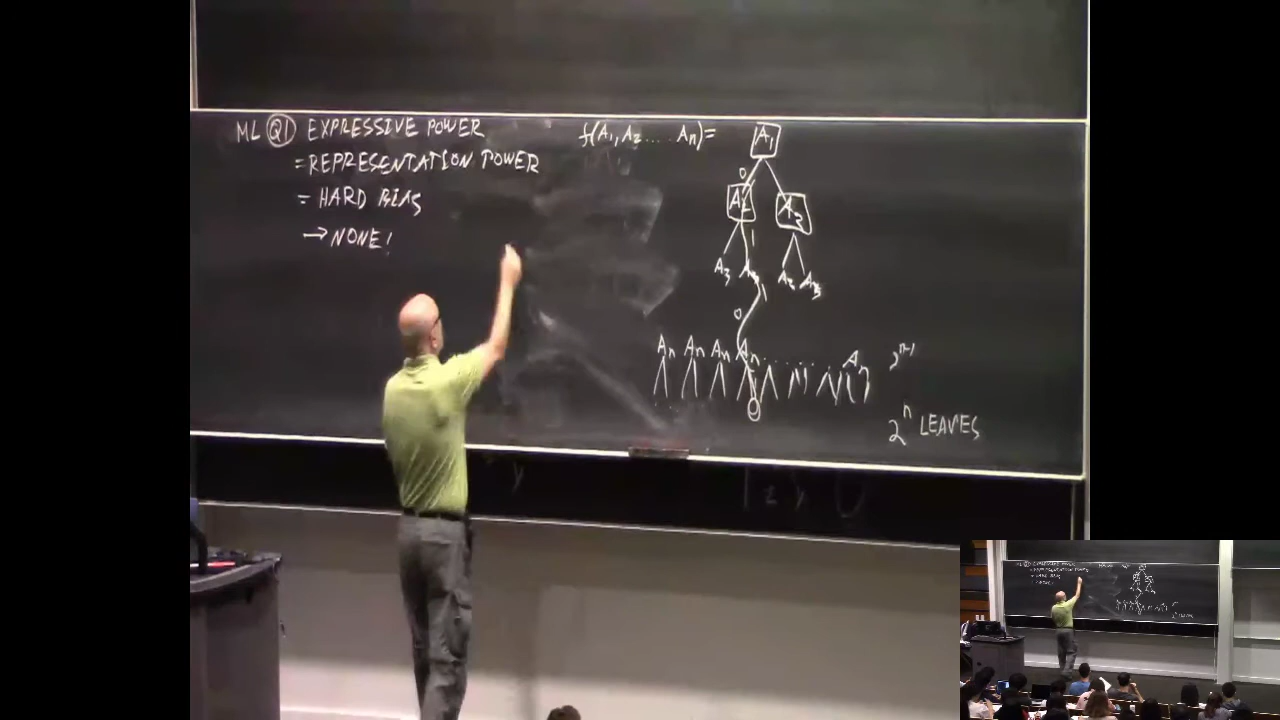 ML Q1 EXPRESSIVE POWER
= REPRESENTATION POWER
= HARD BIAS
→ NONE!
f(A1, A2 .... An) =
A1
0
A2 A2
1
A3 A3 A3 A3
0 1
An An An An ...... An 2^n-1
0
2^n LEAVES